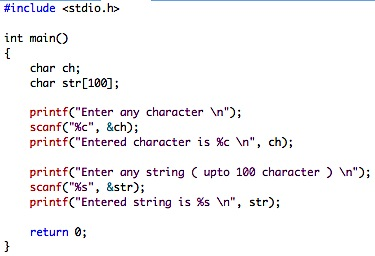 #include <stdio.h>
int main()
{
char ch;
char str[100];
printf("Enter any character \n");
scanf("%c", &ch);
printf("Entered character is %c \n", ch);
printf("Enter any string ( upto 100 character ) \n");
scanf("%s", &str);
printf("Entered string is %s \n", str);
return 0;
}